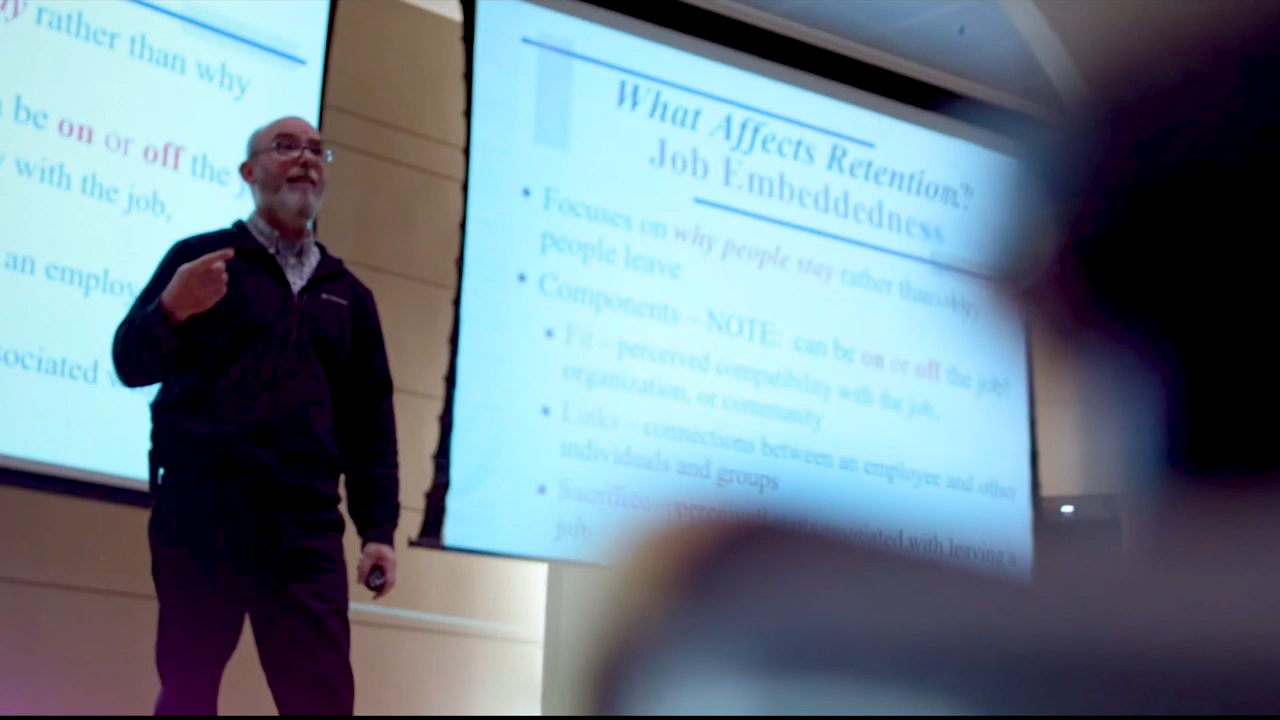 rather than why
be on or off the
with the job,
an employ
sociated
What Affects Retention?
Job Embeddedness
• Focuses on why people stay rather than why
people leave
• Components – NOTE: can be on or off the job!
• Fit – perceived compatibility with the job,
organization, or community
• Links – connections between an employee and other
individuals and groups
• Sacrifice – perceived costs associated with leaving a
job.